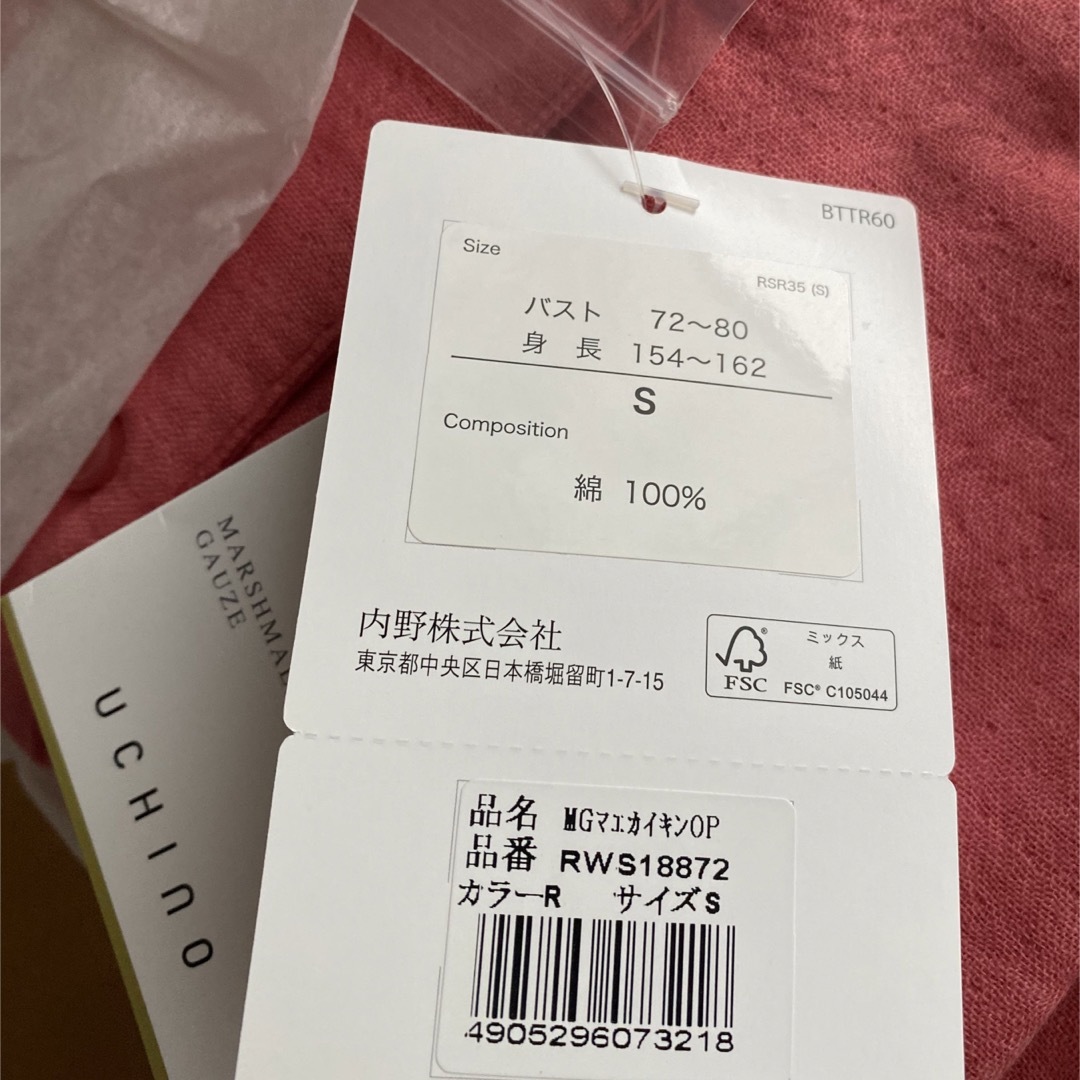 BTTR60
Size
RSR35 (S)
バスト 72〜80
身長 154〜162
S
Composition
綿 100%
内野株式会社
東京都中央区日本橋堀留町1-7-15
FSC®
ミックス
紙
FSC® C105044
MARSHMAL
GAUZE
UCHINO
品名 MGマエカイキンOP
品番 RWS18872
カラーR サイズS
4905296073218